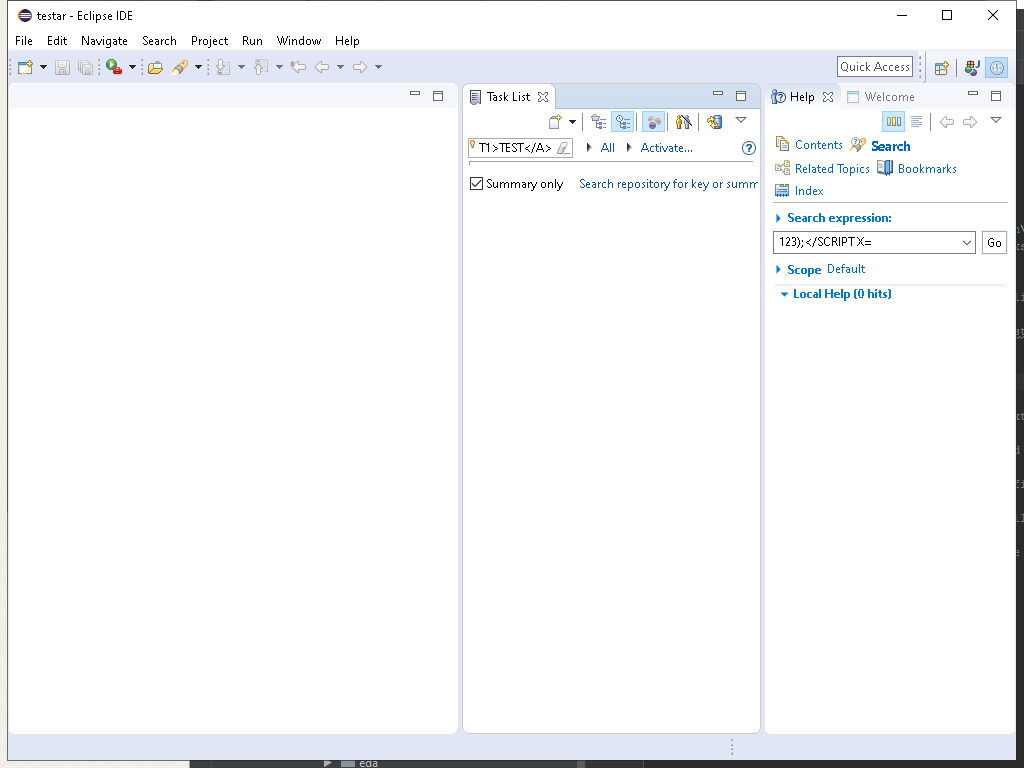 testar - Eclipse IDE
File Edit Navigate Search Project Run Window Help
Quick Access
Task List
Help
Welcome
T1>TEST</A>
All
Activate...
Summary only
Search repository for key or summ
Contents
Search
Related Topics
Bookmarks
Index
Search expression:
123);</SCRIPT X=
Go
Scope Default
Local Help (0 hits)
eda